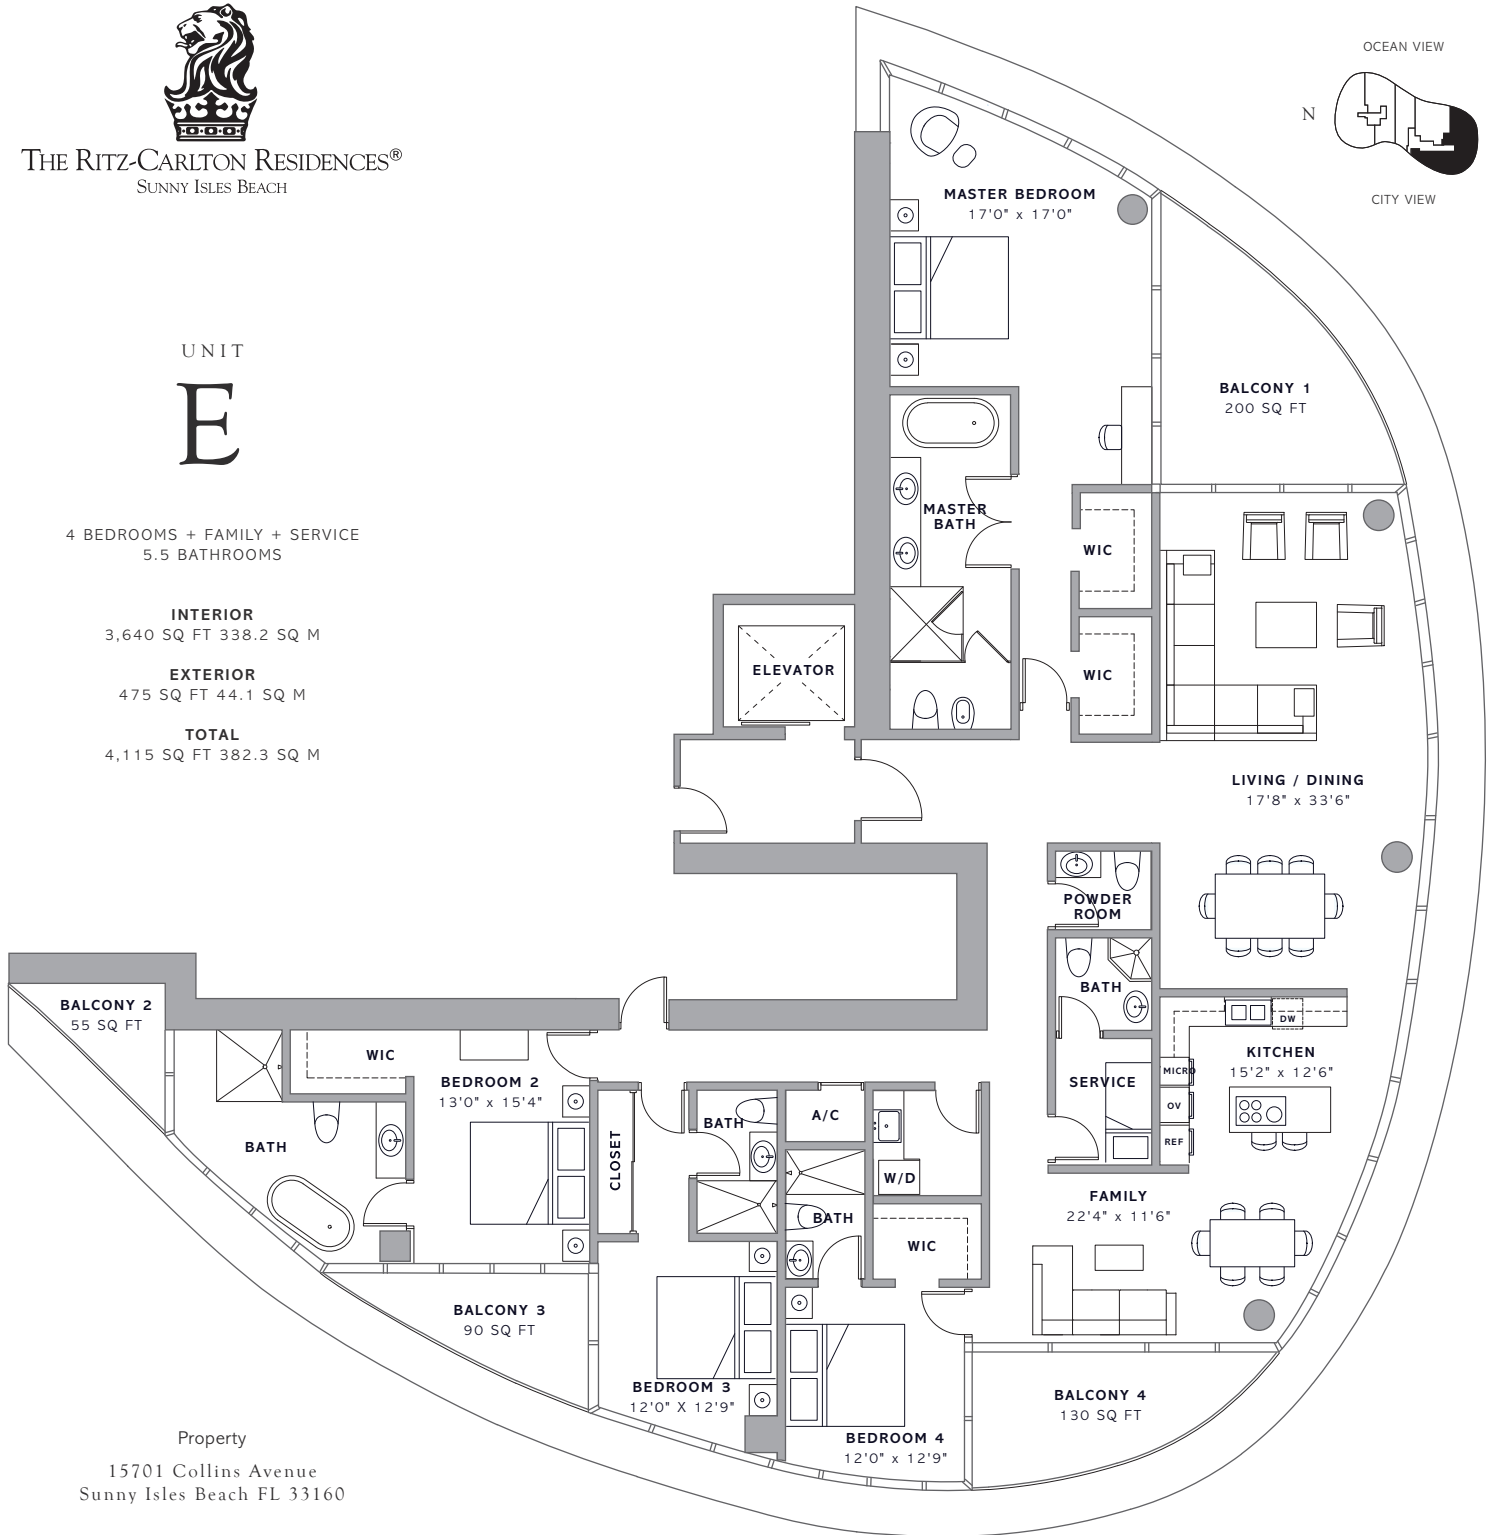 THE RITZ-CARLTON RESIDENCES®
SUNNY ISLES BEACH
OCEAN VIEW
N
CITY VIEW
UNIT
E
4 BEDROOMS + FAMILY + SERVICE
5.5 BATHROOMS
INTERIOR
3,640 SQ FT 338.2 SQ M
EXTERIOR
475 SQ FT 44.1 SQ M
TOTAL
4,115 SQ FT 382.3 SQ M
MASTER BEDROOM
17'0" x 17'0"
BALCONY 1
200 SQ FT
MASTER
BATH
WIC
WIC
ELEVATOR
LIVING / DINING
17'8" x 33'6"
POWDER
ROOM
BATH
DW
KITCHEN
15'2" x 12'6"
MICRO
OV
REF
SERVICE
BALCONY 2
55 SQ FT
WIC
BEDROOM 2
13'0" x 15'4"
BATH
CLOSET
BATH
A/C
W/D
BATH
WIC
FAMILY
22'4" x 11'6"
BALCONY 3
90 SQ FT
BEDROOM 3
12'0" X 12'9"
BEDROOM 4
12'0" x 12'9"
BALCONY 4
130 SQ FT
Property
15701 Collins Avenue
Sunny Isles Beach FL 33160